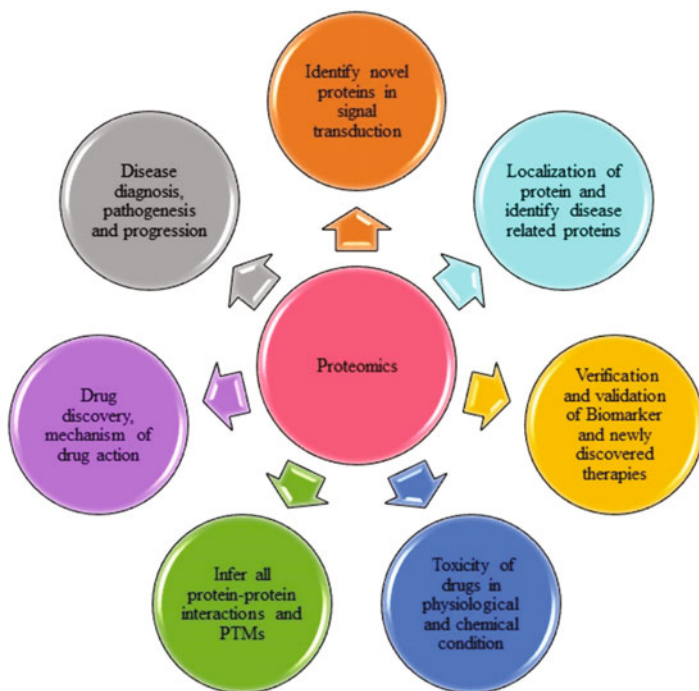 Identify novel
proteins in
signal
transduction
Localization of
protein and
identify disease
related proteins
Verification
and validation
of Biomarker
and newly
discovered
therapies
Toxicity of
drugs in
physiological
and chemical
condition
Infer all
protein-protein
interactions and
PTMs
Drug
discovery,
mechanism of
drug action
Disease
diagnosis,
pathogenesis
and progression
Proteomics